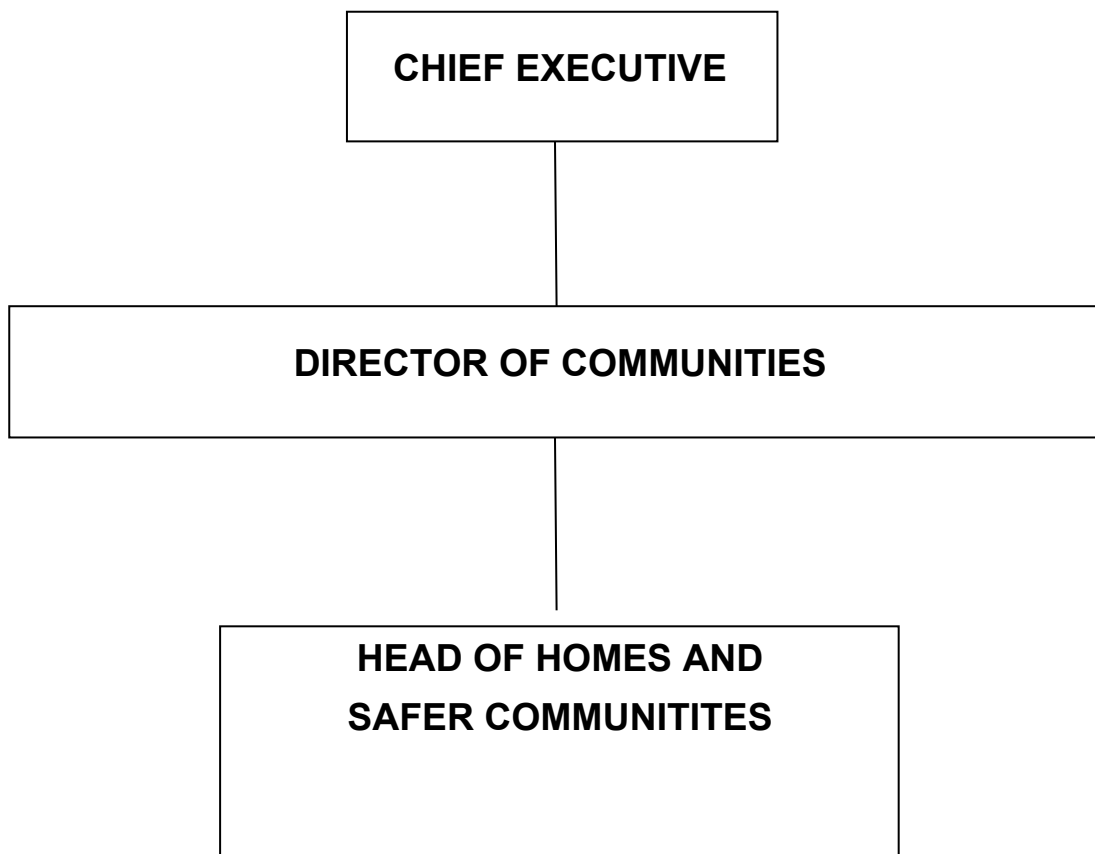 CHIEF EXECUTIVE
DIRECTOR OF COMMUNITIES
HEAD OF HOMES AND
SAFER COMMUNITITES